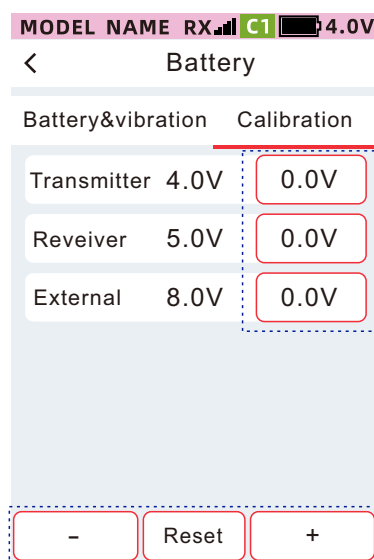 MODEL NAME RX C1 4.0V
< Battery
Battery&vibration Calibration
Transmitter 4.0V 0.0V
Reveiver 5.0V 0.0V
External 8.0V 0.0V
- Reset +